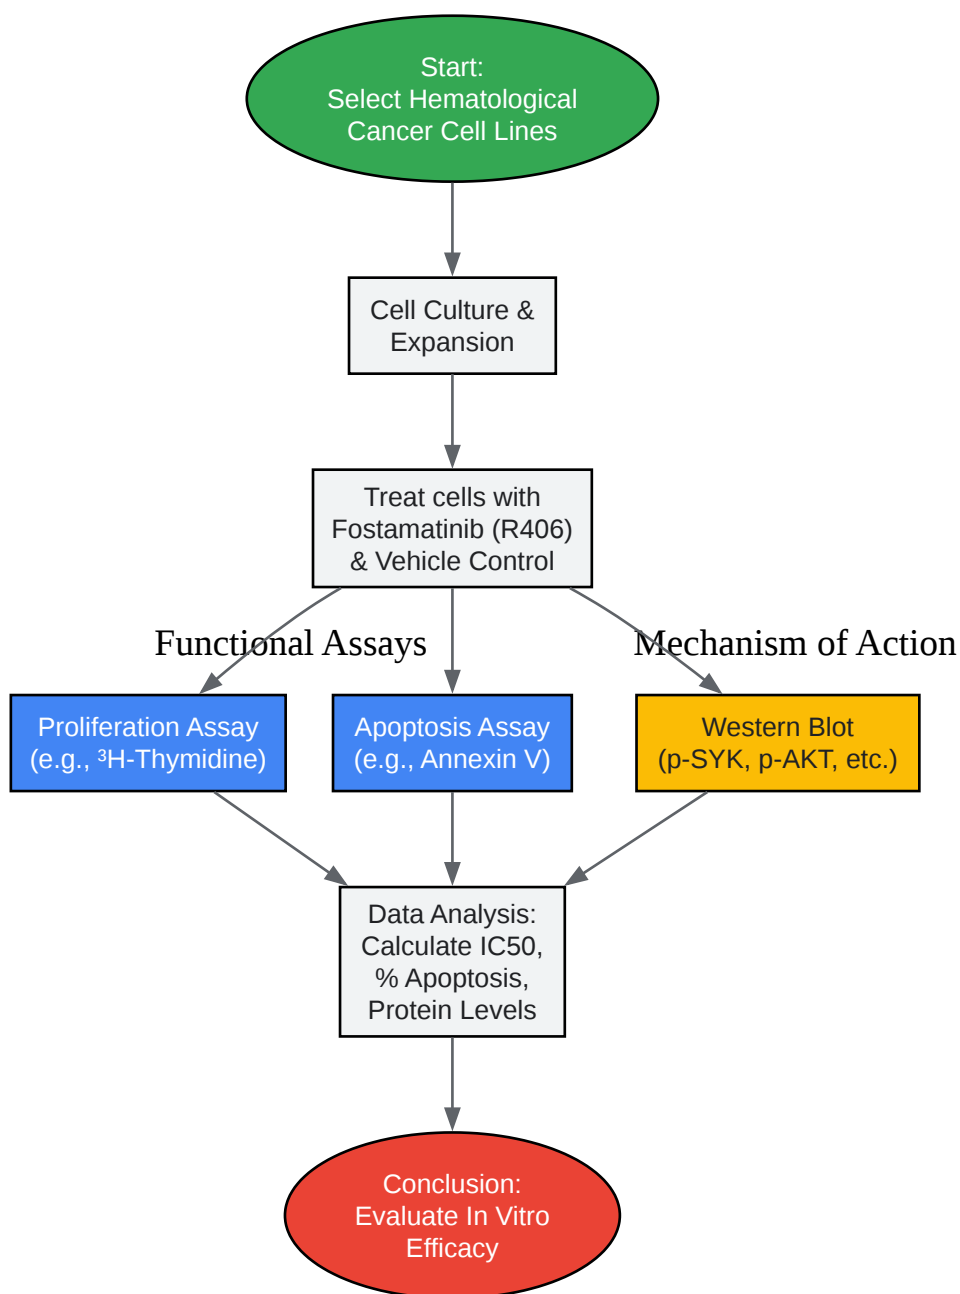 Start:
Select Hematological
Cancer Cell Lines
Cell Culture &
Expansion
Treat cells with
Fostamatinib (R406)
& Vehicle Control
Functional Assays
Mechanism of Action
Proliferation Assay
(e.g., ³H-Thymidine)
Apoptosis Assay
(e.g., Annexin V)
Western Blot
(p-SYK, p-AKT, etc.)
Data Analysis:
Calculate IC50,
% Apoptosis,
Protein Levels
Conclusion:
Evaluate In Vitro
Efficacy